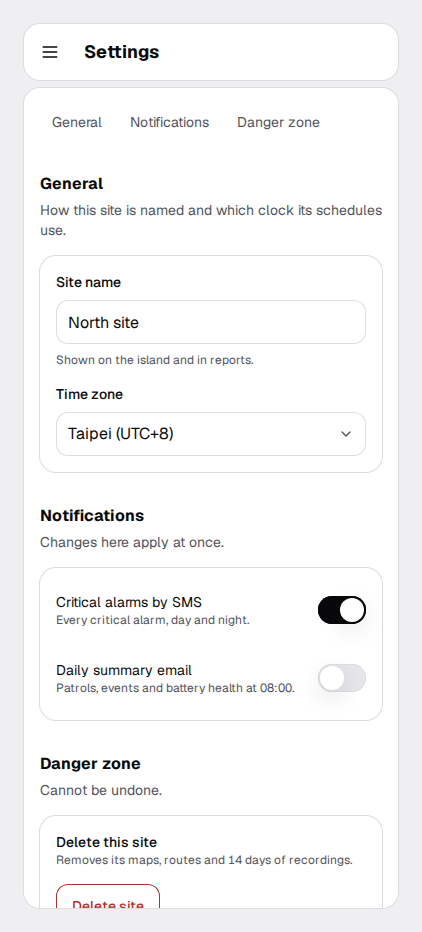 Settings
General Notifications Danger zone
General
How this site is named and which clock its schedules
use.
Site name
North site
Shown on the island and in reports.
Time zone
Taipei (UTC+8)
Notifications
Changes here apply at once.
Critical alarms by SMS
Every critical alarm, day and night.
Daily summary email
Patrols, events and battery health at 08:00.
Danger zone
Cannot be undone.
Delete this site
Removes its maps, routes and 14 days of recordings.
Delete site